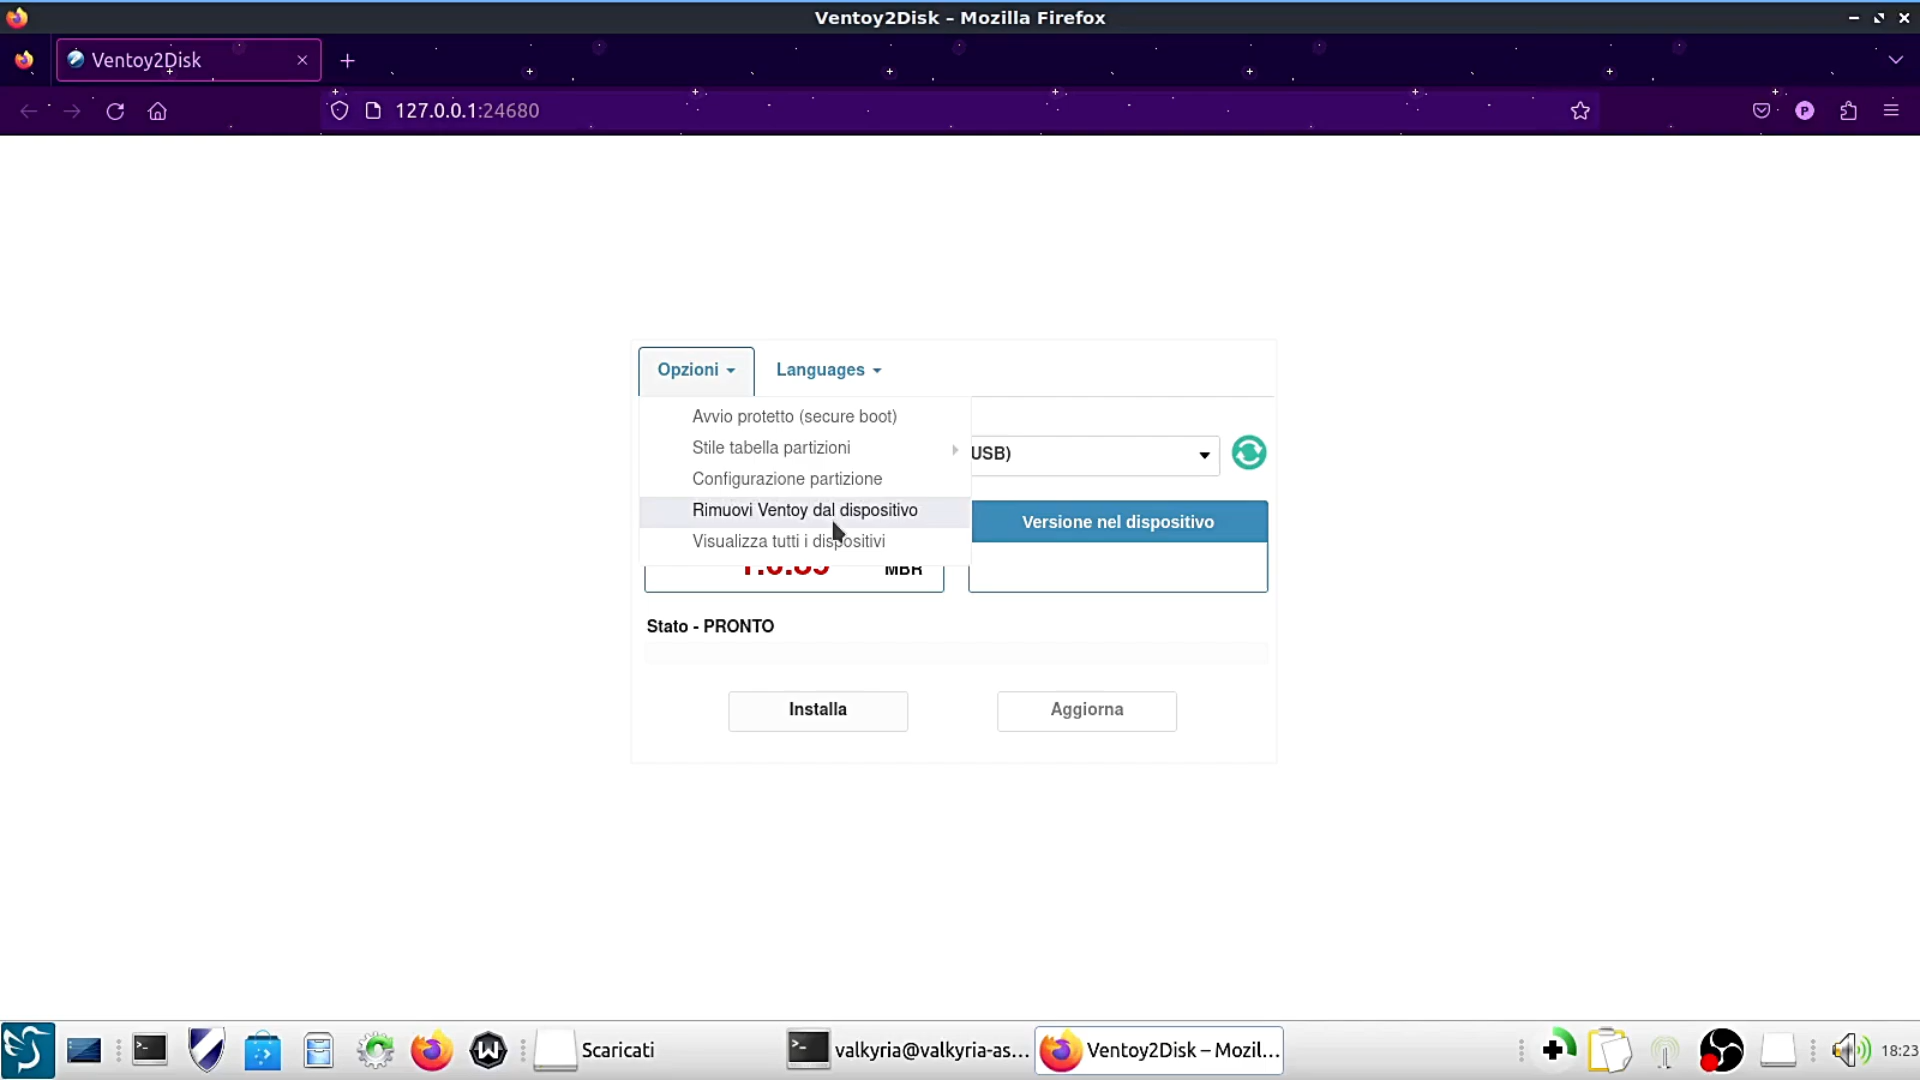 Ventoy2Disk – Mozilla Firefox
Ventoy2Disk
127.0.0.1:24680
P
Opzioni
Languages
Avvio protetto (secure boot)
Stile tabella partizioni
Configurazione partizione
Rimuovi Ventoy dal dispositivo
Visualizza tutti i dispositivi
USB)
Versione nel dispositivo
MBR
Stato - PRONTO
Installa
Aggiorna
Scaricati
valkyria@valkyria-as...
Ventoy2Disk – Mozil...
18:23